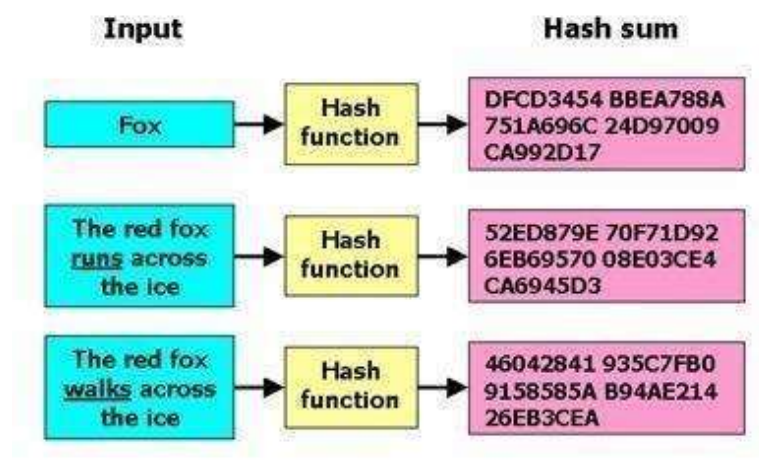 Input
Hash sum
Fox
Hash
function
DFCD3454 BBEA788A
751A696C 24D97009
CA992D17
The red fox
runs across
the ice
Hash
function
52ED879E 70F71D92
6EB69570 08E03CE4
CA6945D3
The red fox
walks across
the ice
Hash
function
46042841 935C7FB0
9158585A B94AE214
26EB3CEA